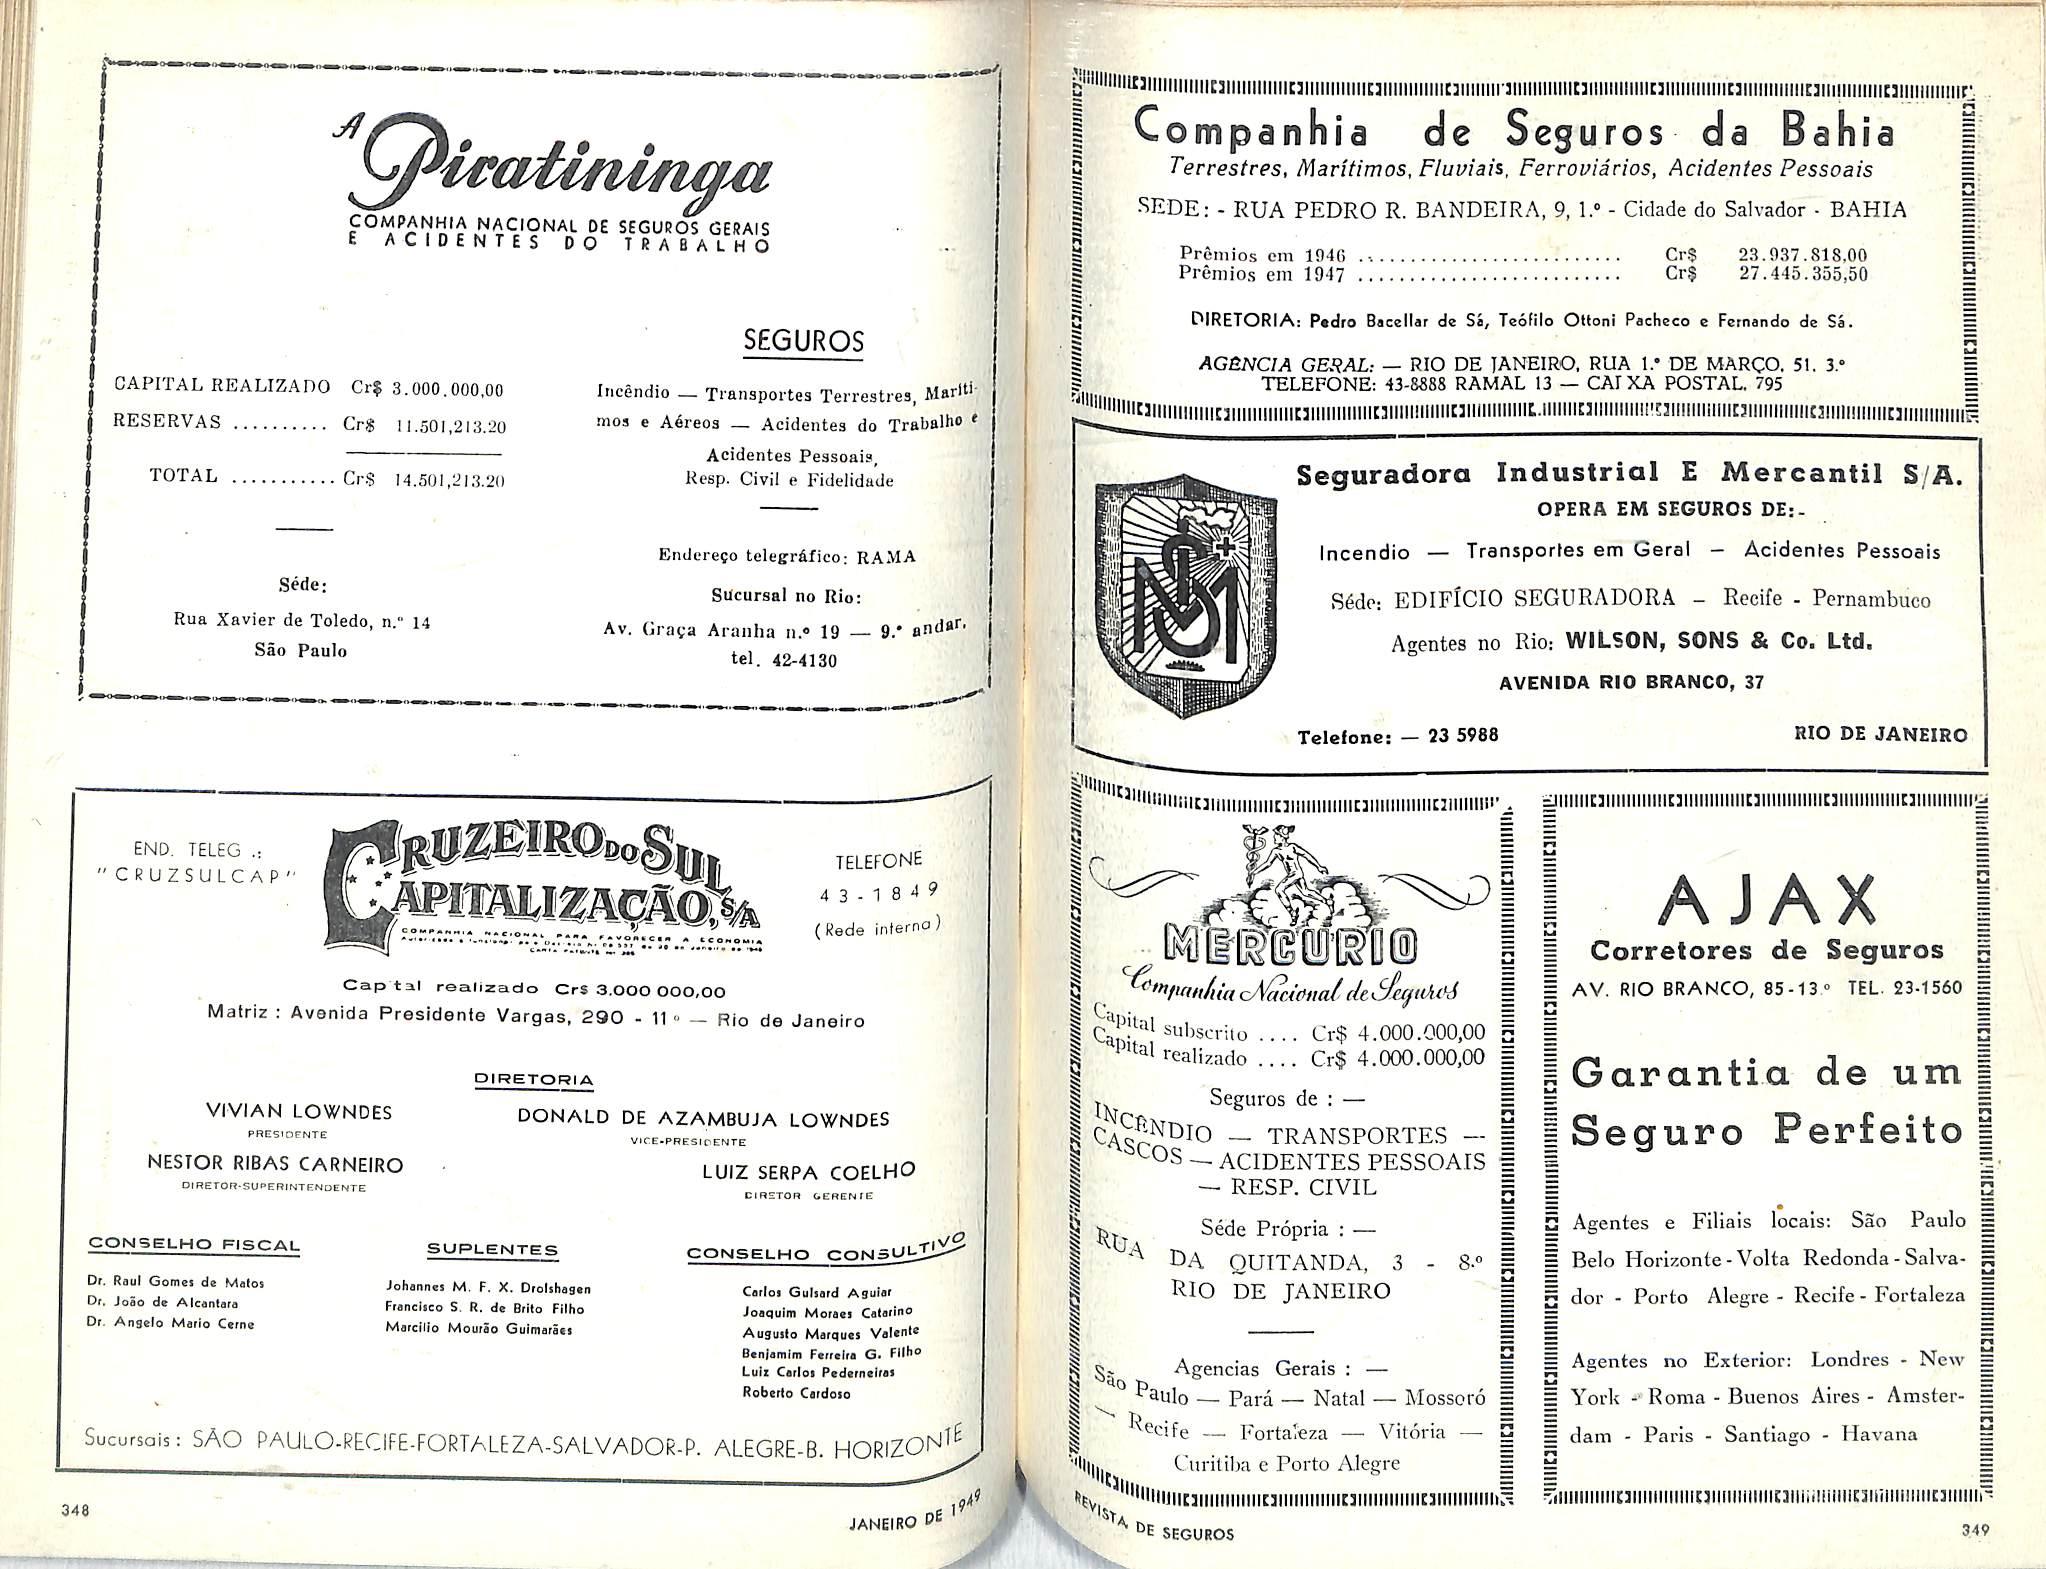 A Piratininga
COMPANHIA NACIONAL DE SEGUROS GERAIS
E ACIDENTES DO TRABALHO
CAPITAL REALIZADO Cr$ 3.000.000,00
RESERVAS .......... Cr$ 11.501,213.20
TOTAL ........... Cr$ 14.501,213.20
Séde:
Rua Xavier de Toledo, n.º 14
São Paulo
SEGUROS
Incêndio — Transportes Terrestres, Maríti-
mos e Aéreos — Acidentes do Trabalho e
Acidentes Pessoais,
Resp. Civil e Fidelidade
Endereço telegráfico: RAMA
Sucursal no Rio:
Av. Graça Aranha n.º 19 — 9.º andar,
tel. 42-4130
END. TELEG.:
"CRUZSULCAP"
CRUZEIRO DO SUL
CAPITALIZAÇÃO, S/A
COMPANHIA NACIONAL PARA FAVORECER A ECONOMIA
TELEFONE
43-1849
(Rede interna)
Cap tal realizado Cr$ 3.000 000,00
Matriz : Avenida Presidente Vargas, 290 - 11º — Rio de Janeiro
DIRETORIA
VIVIAN LOWNDES
PRESIDENTE
DONALD DE AZAMBUJA LOWNDES
VICE-PRESIDENTE
NESTOR RIBAS CARNEIRO
DIRETOR-SUPERINTENDENTE
LUIZ SERPA COELHO
DIRETOR GERENTE
CONSELHO FISCAL
Dr. Raul Gomes de Matos
Dr. João de Alcantara
Dr. Angelo Mario Cerne
SUPLENTES
Johannes M. F. X. Drolshagen
Francisco S. R. de Brito Filho
Marcilio Mourão Guimarães
CONSELHO CONSULTIVO
Carlos Gulsard Aguiar
Joaquim Moraes Catarino
Augusto Marques Valente
Benjamim Ferreira G. Filho
Luiz Carlos Pederneiras
Roberto Cardoso
Sucursais : SÃO PAULO-RECIFE-FORTALEZA-SALVADOR-P. ALEGRE-B. HORIZONTE
348
JANEIRO DE 1949
Companhia de Seguros da Bahia
Terrestres, Marítimos, Fluviais, Ferroviários, Acidentes Pessoais
SEDE: - RUA PEDRO R. BANDEIRA, 9, 1.º - Cidade do Salvador - BAHIA
Prêmios em 1946 .......................... Cr$ 23.937.818,00
Prêmios em 1947 .......................... Cr$ 27.445.355,50
DIRETORIA: Pedro Bacellar de Sá, Teófilo Ottoni Pacheco e Fernando de Sá.
AGÊNCIA GERAL: — RIO DE JANEIRO, RUA 1.º DE MARÇO, 51, 3.º
TELEFONE: 43-8888 RAMAL 13 — CAIXA POSTAL, 795
Seguradora Industrial E Mercantil S/A.
OPERA EM SEGUROS DE:-
Incendio — Transportes em Geral — Acidentes Pessoais
Séde: EDIFÍCIO SEGURADORA — Recife - Pernambuco
Agentes no Rio: WILSON, SONS & Co. Ltd.
AVENIDA RIO BRANCO, 37
Telefone: — 23 5988 RIO DE JANEIRO
MERCURIO
Companhia Nacional de Seguros
Capital subscrito .... Cr$ 4.000.000,00
Capital realizado .... Cr$ 4.000.000,00
Seguros de : —
INCÊNDIO — TRANSPORTES —
CASCOS — ACIDENTES PESSOAIS
— RESP. CIVIL
Séde Própria : —
RUA DA QUITANDA, 3 - 8.º
RIO DE JANEIRO
Agencias Gerais : —
São Paulo — Pará — Natal — Mossoró
— Recife — Fortaleza — Vitória —
Curitiba e Porto Alegre
AJAX
Corretores de Seguros
AV. RIO BRANCO, 85-13.º TEL. 23-1560
Garantia de um
Seguro Perfeito
Agentes e Filiais locais: São Paulo
Belo Horizonte - Volta Redonda - Salva-
dor - Porto Alegre - Recife - Fortaleza
Agentes no Exterior: Londres - New
York - Roma - Buenos Aires - Amster-
dam - Paris - Santiago - Havana
REVISTA DE SEGUROS
349